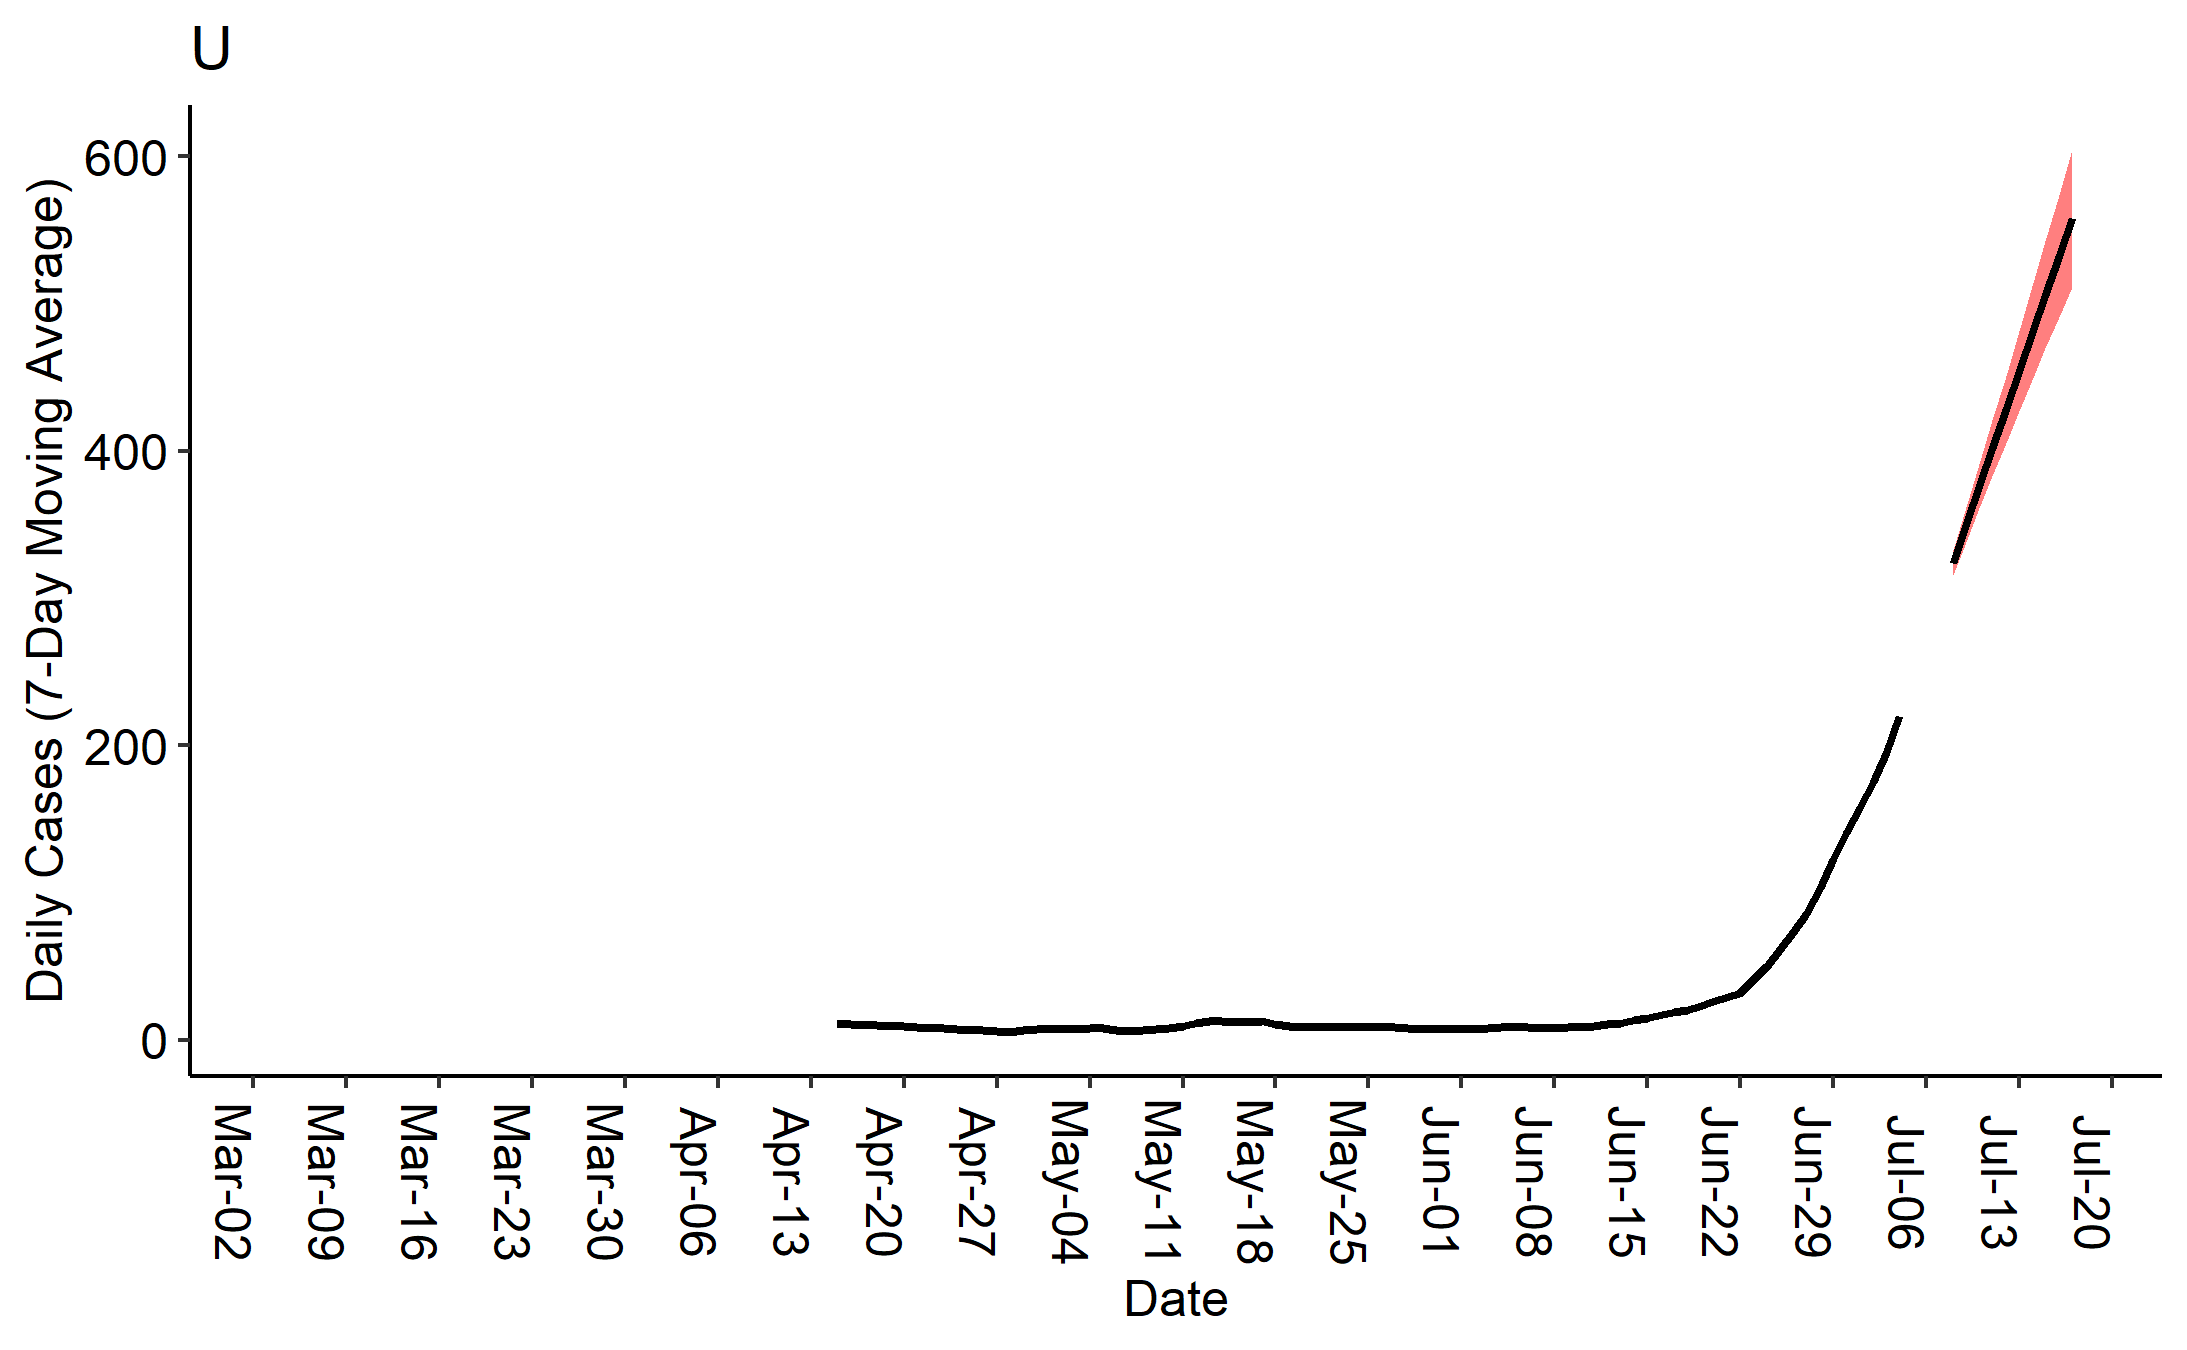 U
Daily Cases (7-Day Moving Average)
600
400
200
0
Mar-02
Mar-09
Mar-16
Mar-23
Mar-30
Apr-06
Apr-13
Apr-20
Apr-27
May-04
May-11
May-18
May-25
Jun-01
Jun-08
Jun-15
Jun-22
Jun-29
Jul-06
Jul-13
Jul-20
Date